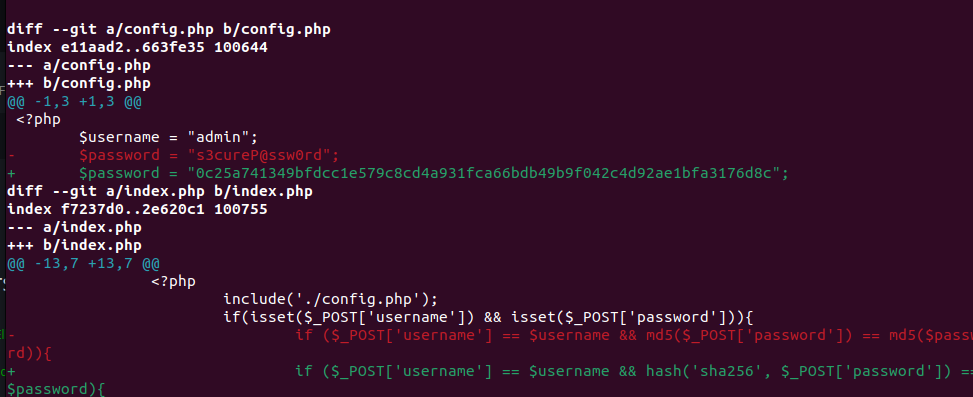 diff --git a/config.php b/config.php
index e11aad2..663fe35 100644
--- a/config.php
+++ b/config.php
@@ -1,3 +1,3 @@
 <?php
        $username = "admin";
-       $password = "s3cureP@ssw0rd";
+       $password = "0c25a741349bfdcc1e579c8cd4a931fca66bdb49b9f042c4d92ae1bfa3176d8c";
diff --git a/index.php b/index.php
index f7237d0..2e620c1 100755
--- a/index.php
+++ b/index.php
@@ -13,7 +13,7 @@
                <?php
                        include('./config.php');
                        if(isset($_POST['username']) && isset($_POST['password'])){
-                               if ($_POST['username'] == $username && md5($_POST['password']) == md5($passw
rd)){
+                               if ($_POST['username'] == $username && hash('sha256', $_POST['password']) ==
$password){